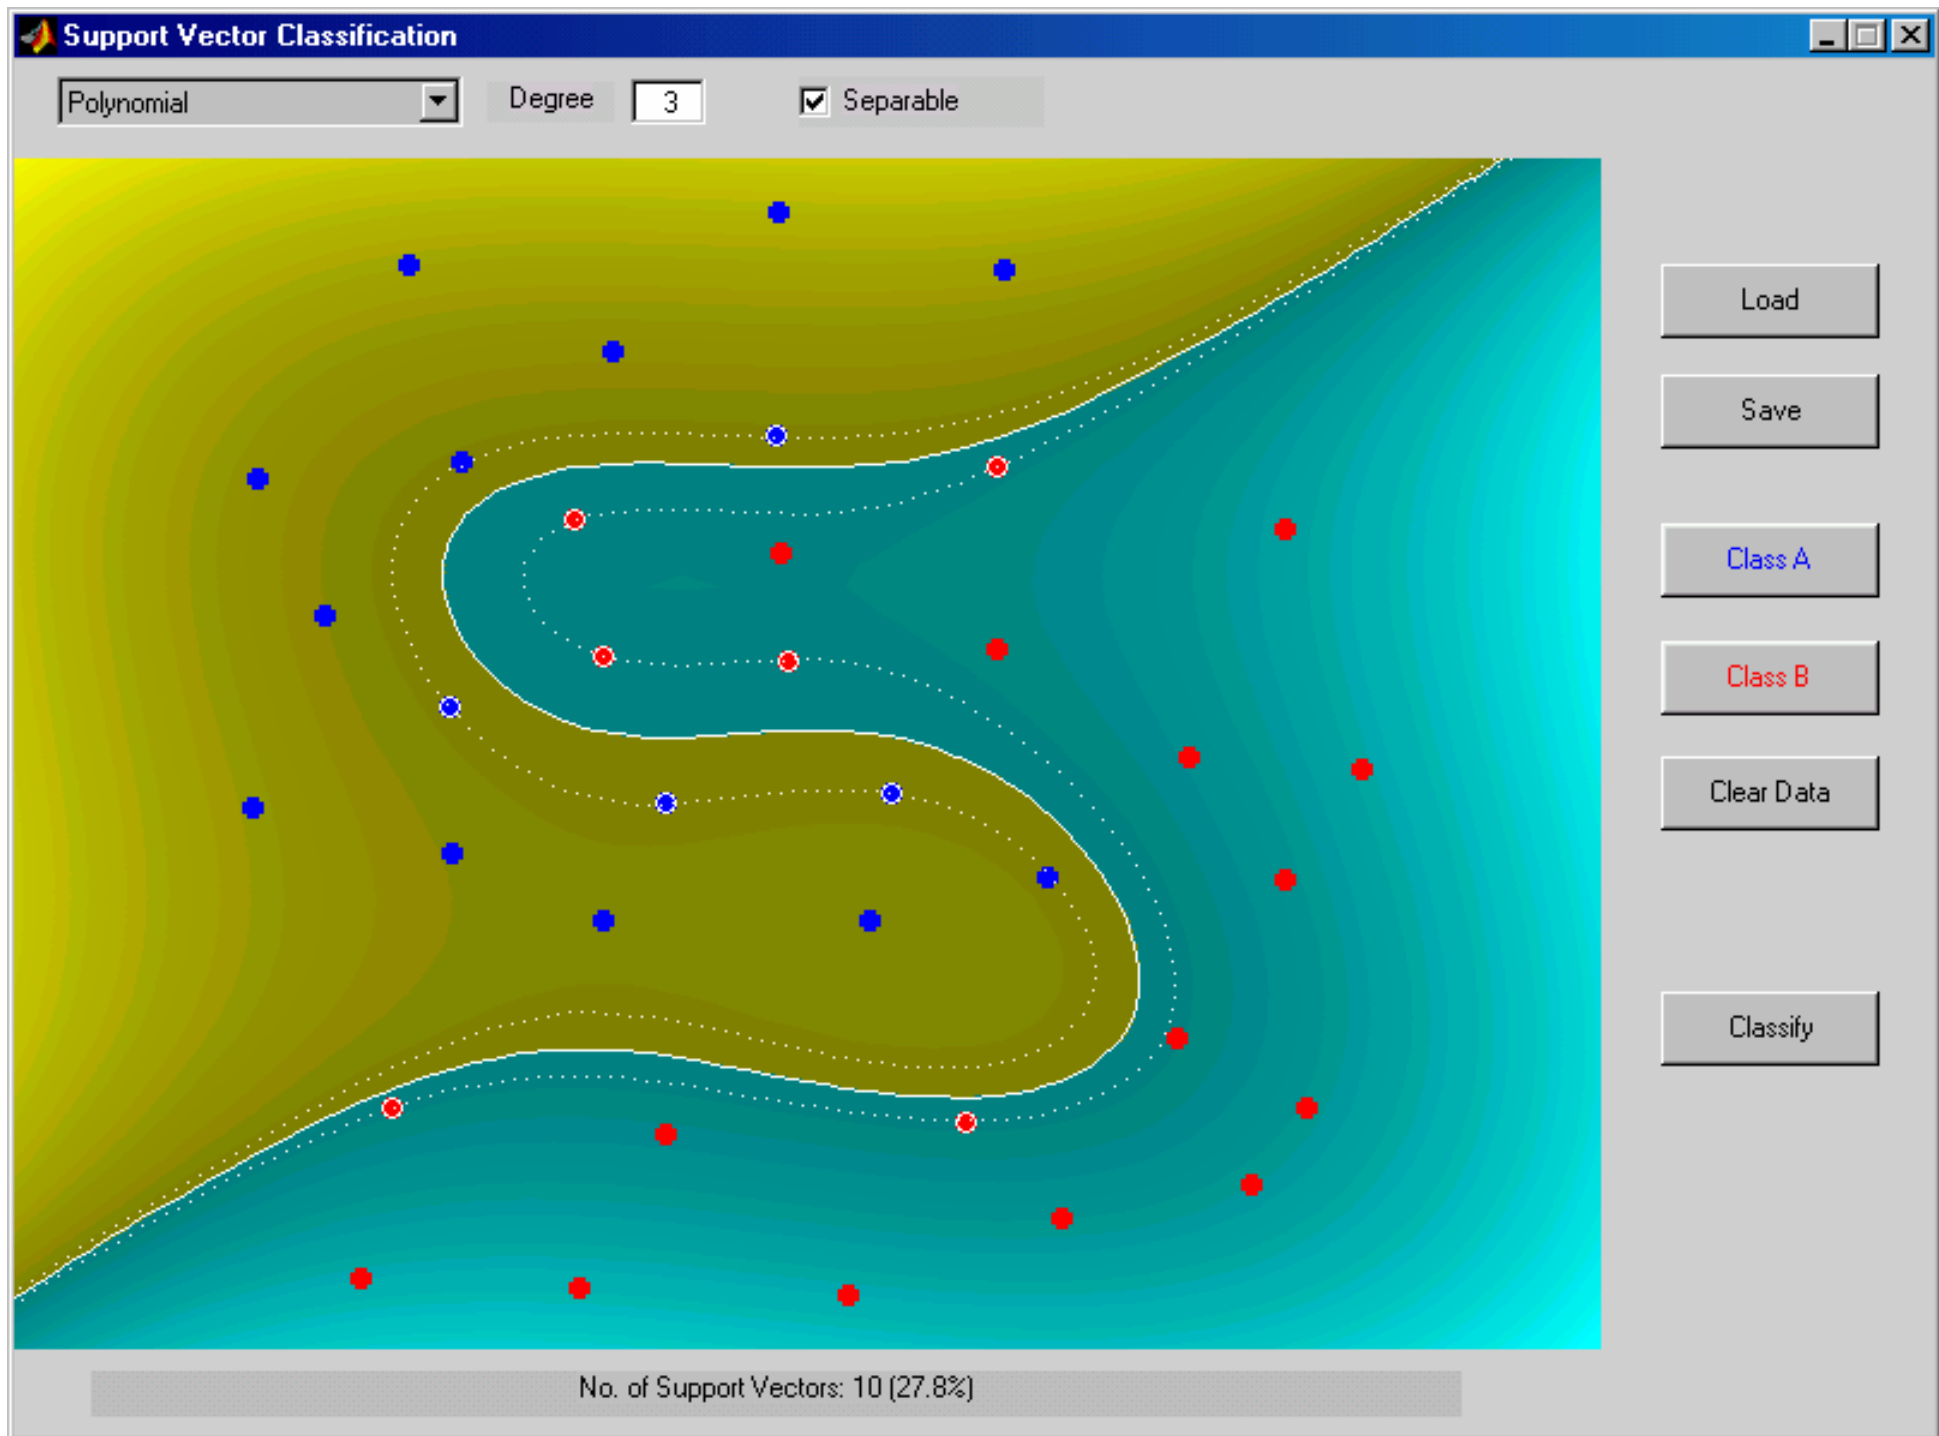 Support Vector Classification
Polynomial
Degree 3
Separable
Load
Save
Class A
Class B
Clear Data
Classify
No. of Support Vectors: 10 (27.8%)